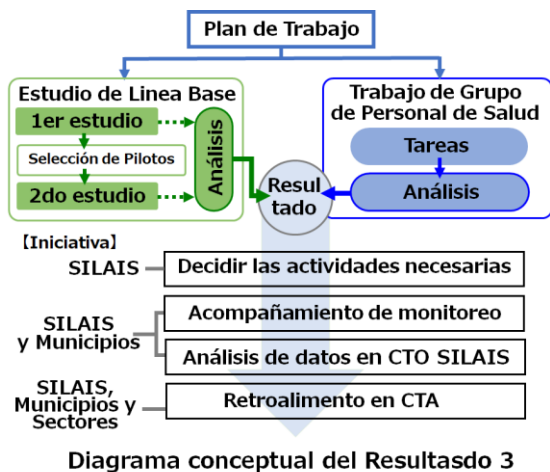 Plan de Trabajo
Estudio de Linea Base
1er estudio
Selección de Pilotos
2do estudio
Análisis
Trabajo de Grupo
de Personal de Salud
Tareas
Análisis
Resul
tado
【Iniciativa】
SILAIS
Decidir las actividades necesarias
SILAIS
y Municipios
Acompañamiento de monitoreo
Análisis de datos en CTO SILAIS
SILAIS,
Municipios y
Sectores
Retroalimento en CTA
Diagrama conceptual del Resultasdo 3